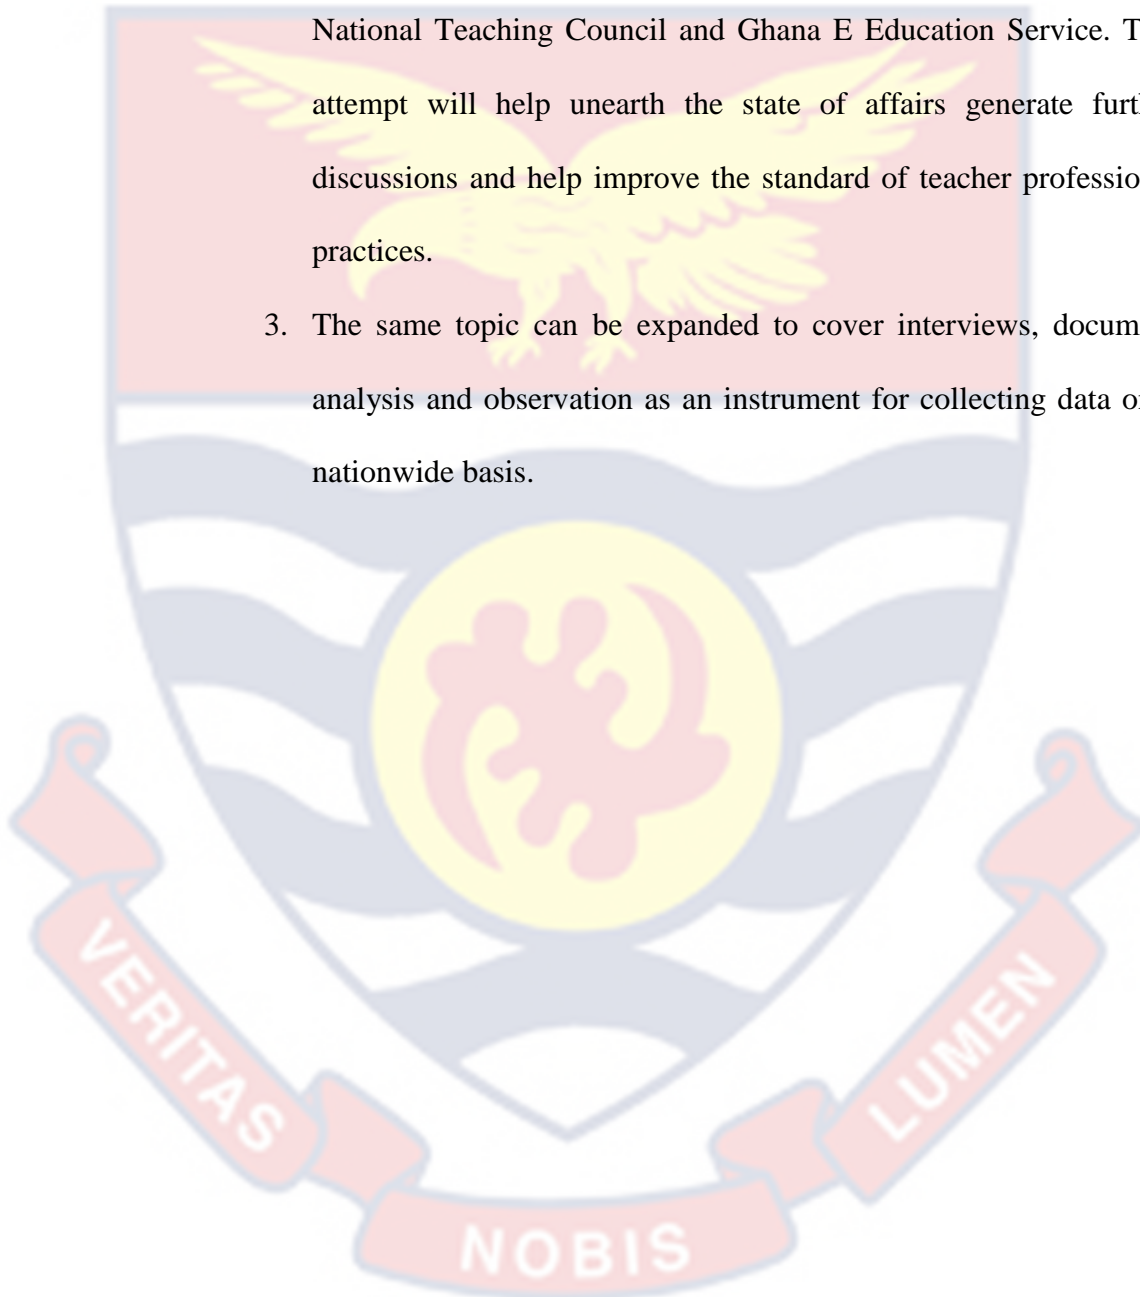 National Teaching Council and Ghana E Education Service. T
attempt will help unearth the state of affairs generate furt
discussions and help improve the standard of teacher professio
practices.
3. The same topic can be expanded to cover interviews, docum
analysis and observation as an instrument for collecting data o
nationwide basis.
VERITAS
NOBIS
LUMEN